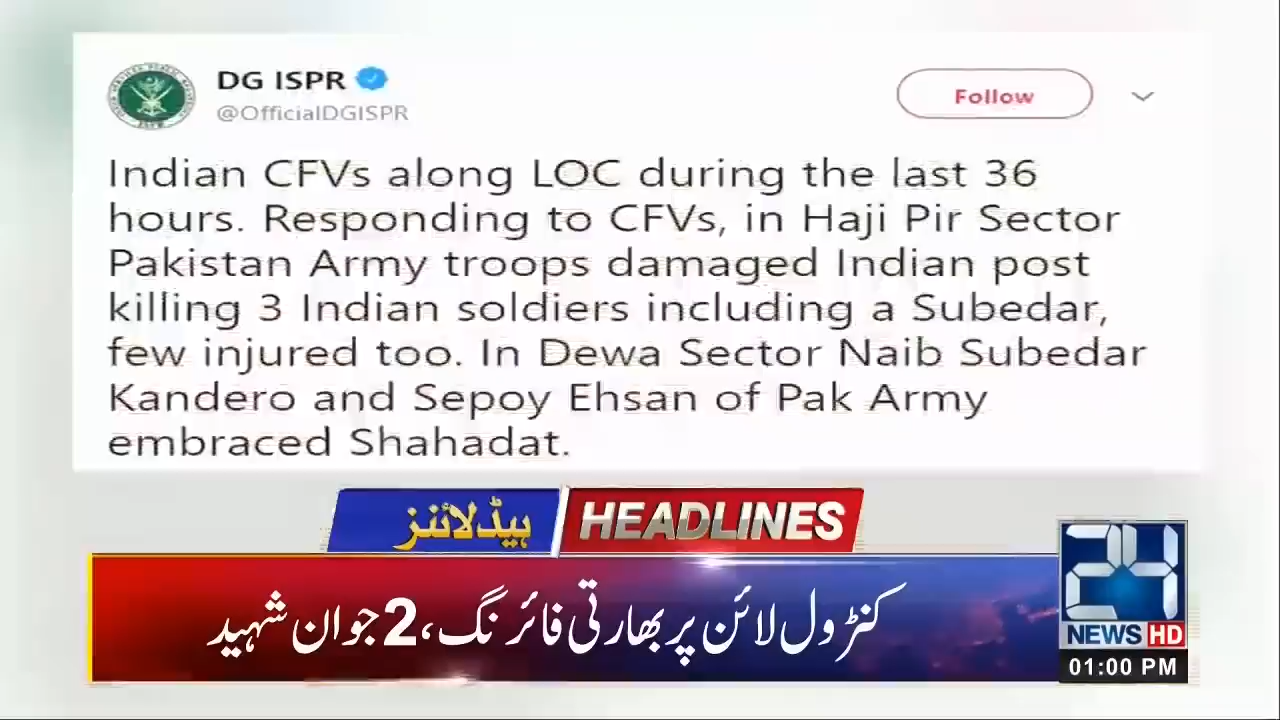 DG ISPR
@OfficialDGISPR
Follow
Indian CFVs along LOC during the last 36
hours. Responding to CFVs, in Haji Pir Sector
Pakistan Army troops damaged Indian post
killing 3 Indian soldiers including a Subedar,
few injured too. In Dewa Sector Naib Subedar
Kandero and Sepoy Ehsan of Pak Army
embraced Shahadat.
ہیڈلائنز HEADLINES
کنٹرول لائن پر بھارتی فائرنگ، 2 جوان شہید
24
NEWS HD
01:00 PM